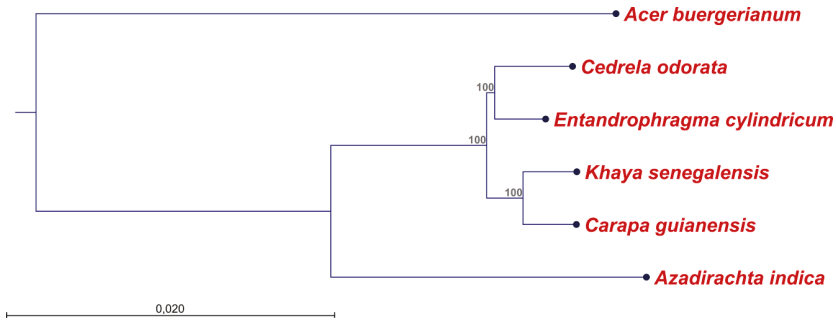 Acer buergerianum
Cedrela odorata
100
Entandrophragma cylindricum
100
Khaya senegalensis
100
Carapa guianensis
Azadirachta indica
0,020